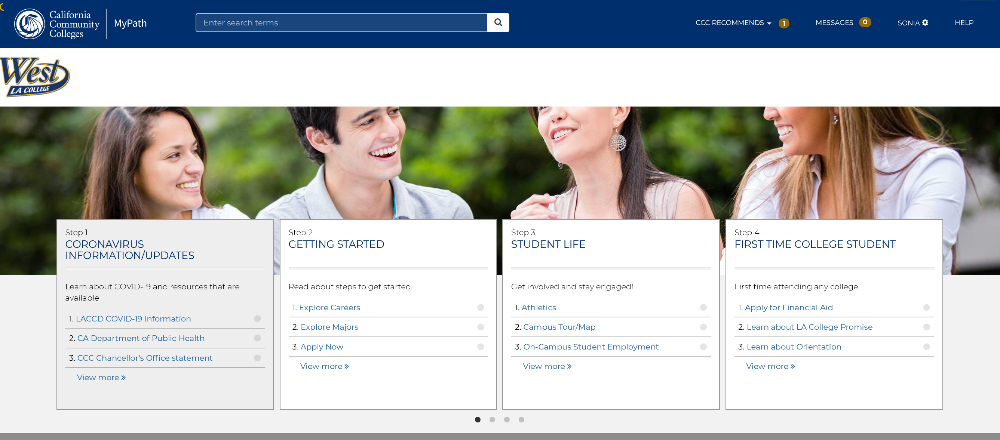 California
Community
Colleges
MyPath
Enter search terms
CCC RECOMMENDS 1
MESSAGES 0
SONIA
HELP
West
LA COLLEGE
Step 1
CORONAVIRUS
INFORMATION/UPDATES
Learn about COVID-19 and resources that are
available
1. LACCD COVID-19 Information
2. CA Department of Public Health
3. CCC Chancellor's Office statement
View more »
Step 2
GETTING STARTED
Read about steps to get started.
1. Explore Careers
2. Explore Majors
3. Apply Now
View more »
Step 3
STUDENT LIFE
Get involved and stay engaged!
1. Athletics
2. Campus Tour/Map
3. On-Campus Student Employment
View more »
Step 4
FIRST TIME COLLEGE STUDENT
First time attending any college
1. Apply for Financial Aid
2. Learn about LA College Promise
3. Learn about Orientation
View more »